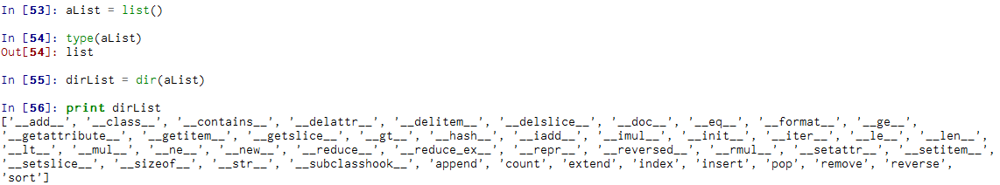 In [53]: aList = list()
In [54]: type(aList)
Out[54]: list
In [55]: dirList = dir(aList)
In [56]: print dirList
['__add__', '__class__', '__contains__', '__delattr__', '__delitem__', '__delslice__', '__doc__', '__eq__', '__format__', '__ge__',
'__getattribute__', '__getitem__', '__getslice__', '__gt__', '__hash__', '__iadd__', '__imul__', '__init__', '__iter__', '__le__', '__len__',
'__lt__', '__mul__', '__ne__', '__new__', '__reduce__', '__reduce_ex__', '__repr__', '__reversed__', '__rmul__', '__setattr__', '__setitem__',
'__setslice__', '__sizeof__', '__str__', '__subclasshook__', 'append', 'count', 'extend', 'index', 'insert', 'pop', 'remove', 'reverse',
'sort']